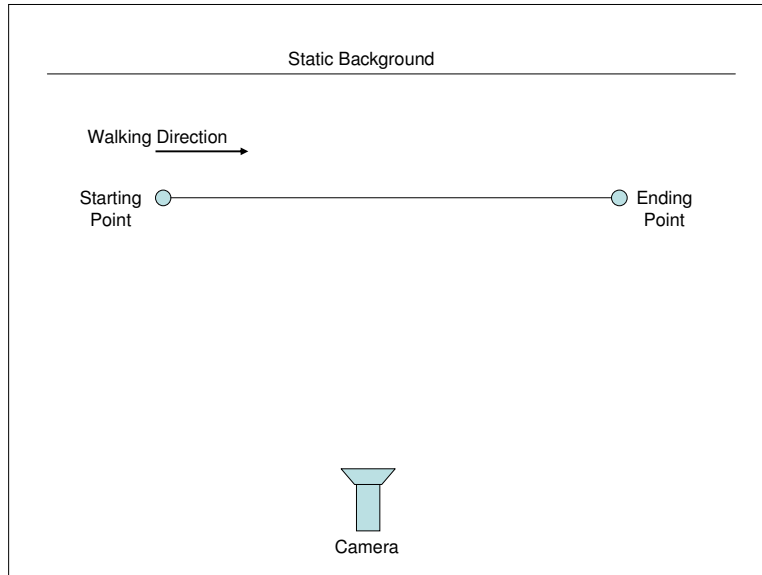 Static Background
Walking Direction
Starting
Point
Ending
Point
Camera